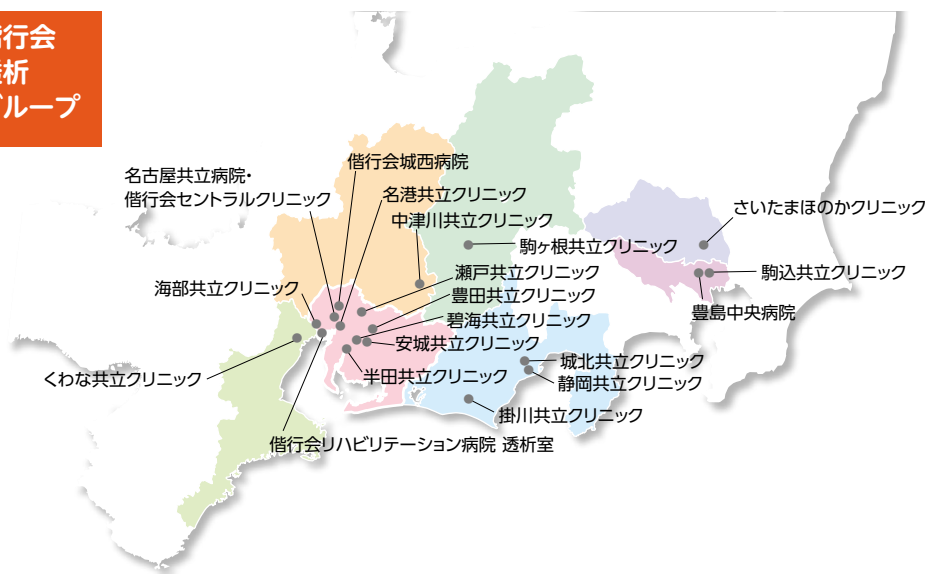 偕行会
透析
グループ
名古屋共立病院・
偕行会セントラルクリニック
偕行会城西病院
名港共立クリニック
中津川共立クリニック
さいたまほのかクリニック
駒ヶ根共立クリニック
瀬戸共立クリニック
駒込共立クリニック
海部共立クリニック
豊田共立クリニック
豊島中央病院
碧海共立クリニック
安城共立クリニック
城北共立クリニック
くわな共立クリニック
半田共立クリニック
静岡共立クリニック
掛川共立クリニック
偕行会リハビリテーション病院 透析室